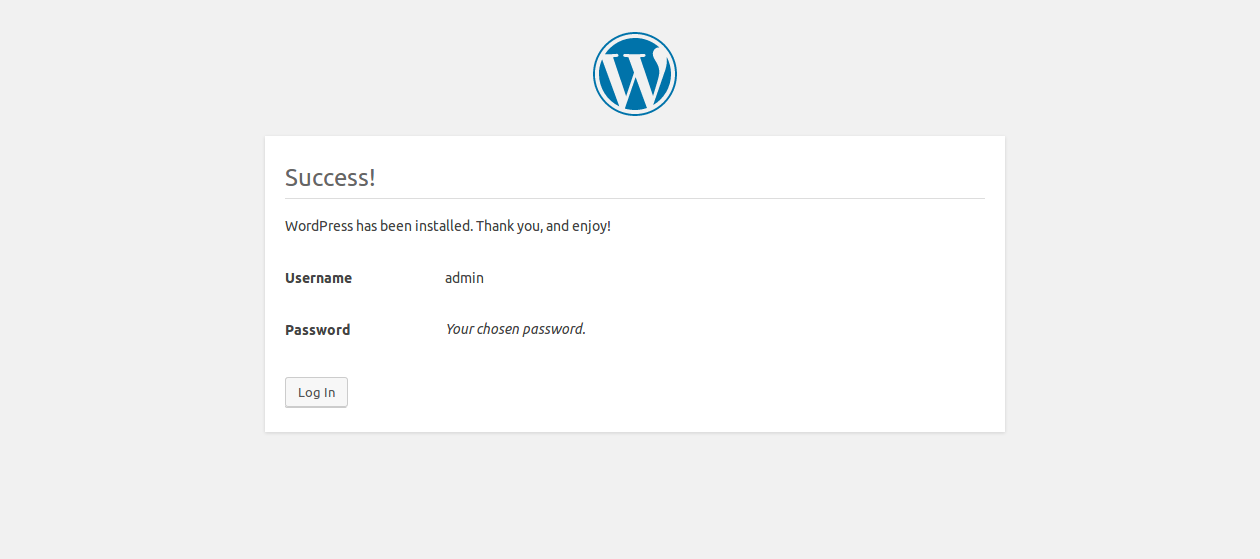 Success!
WordPress has been installed. Thank you, and enjoy!
Username admin
Password Your chosen password.
Log In